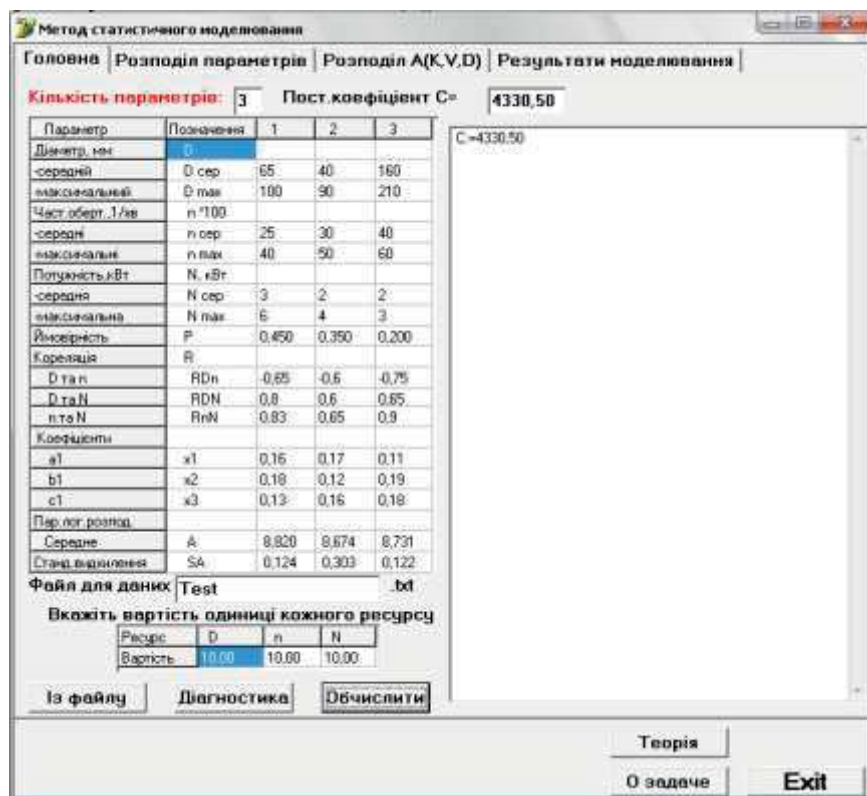 Метод статистичного моделювання
Головна Розподіл параметрів Розподіл A(K,V,D) Результати моделювання
Кількість параметрів: 3 Пост.коефіцієнт C= 4330,50
Параметр Позначення 1 2 3
Діаметр, мм D
-середній D сер 65 40 160
-максимальний D max 100 90 210
Част.оберт.,1/хв n *100
-середні n сер 25 30 40
-максимальні n max 40 50 60
Потужність,кВт N, кВт
-середня N сер 3 2 2
-максимальна N max 6 4 3
Ймовірність P 0,450 0,350 0,200
Кореляція R
D та n RDn -0,65 -0,6 -0,75
D та N RDN 0,8 0,6 0,65
n та N RnN 0,83 0,65 0,9
Коефіцієнти
a1 x1 0,16 0,17 0,11
b1 x2 0,18 0,12 0,19
c1 x3 0,13 0,16 0,18
Пар.лог.розпод.
Середнє A 8,820 8,674 8,731
Станд.відхилення SA 0,124 0,303 0,122
Файл для даних Test .txt
Вкажіть вартість одиниці кожного ресурсу
Ресурс D n N
Вартість 10,00 10,00 10,00
Із файлу Діагностика Обчислити
C =4330,50
Теорія
О задаче Exit